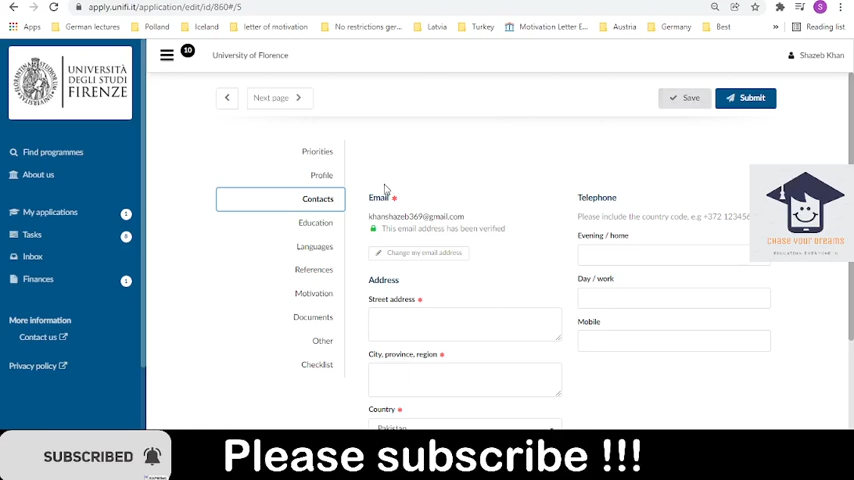 apply.unifi.it/application/edit/id/860#/5
Apps
German lectures
Polland
Iceland
letter of motivation
No restrictions ger...
Latvia
Turkey
Motivation Letter E...
Austria
Germany
Best
»
Reading list
UNIVERSITÀ
DEGLI STUDI
FIRENZE
10
University of Florence
Shazeb Khan
Next page
Save
Submit
Find programmes
About us
My applications 1
Tasks 8
Inbox
Finances 1
More information
Contact us
Privacy policy
Priorities
Profile
Contacts
Education
Languages
References
Motivation
Documents
Other
Checklist
Email *
khanshazeb369@gmail.com
This email address has been verified
Change my email address
Address
Street address *
City, province, region *
Country *
Pakistan
Telephone
Please include the country code, e.g +372 123456
Evening / home
Day / work
Mobile
CHASE YOUR DREAMS
SUBSCRIBED
Please subscribe !!!